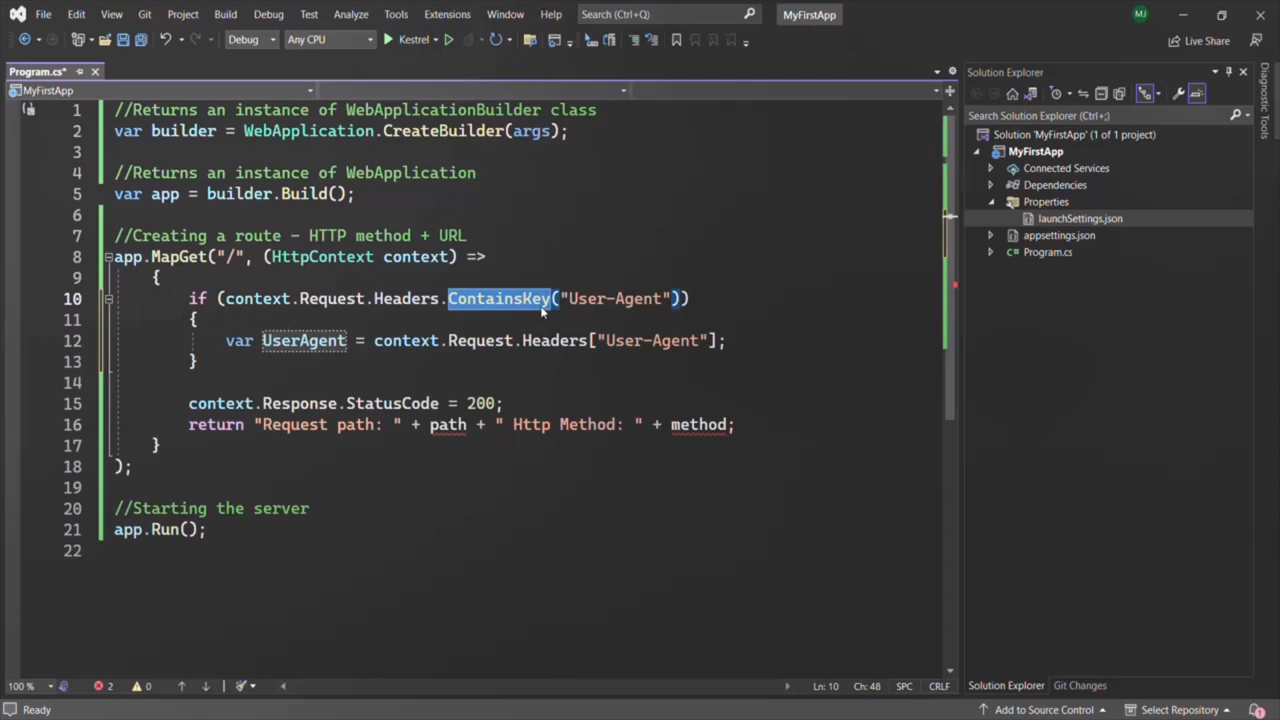 File Edit View Git Project Build Debug Test Analyze Tools Extensions Window Help Search (Ctrl+Q) MyFirstApp MJ
Debug Any CPU Kestrel Live Share
Program.cs*
MyFirstApp
1 //Returns an instance of WebApplicationBuilder class
2 var builder = WebApplication.CreateBuilder(args);
3
4 //Returns an instance of WebApplication
5 var app = builder.Build();
6
7 //Creating a route - HTTP method + URL
8 app.MapGet("/", (HttpContext context) =>
9 {
10 if (context.Request.Headers.ContainsKey("User-Agent"))
11 {
12 var UserAgent = context.Request.Headers["User-Agent"];
13 }
14
15 context.Response.StatusCode = 200;
16 return "Request path: " + path + " Http Method: " + method;
17 }
18 );
19
20 //Starting the server
21 app.Run();
22
Solution Explorer
Search Solution Explorer (Ctrl+;)
Solution 'MyFirstApp' (1 of 1 project)
MyFirstApp
Connected Services
Dependencies
Properties
launchSettings.json
appsettings.json
Program.cs
Diagnostic Tools
100 % 2 0 Ln: 10 Ch: 48 SPC CRLF
Solution Explorer Git Changes
Ready Add to Source Control Select Repository 1